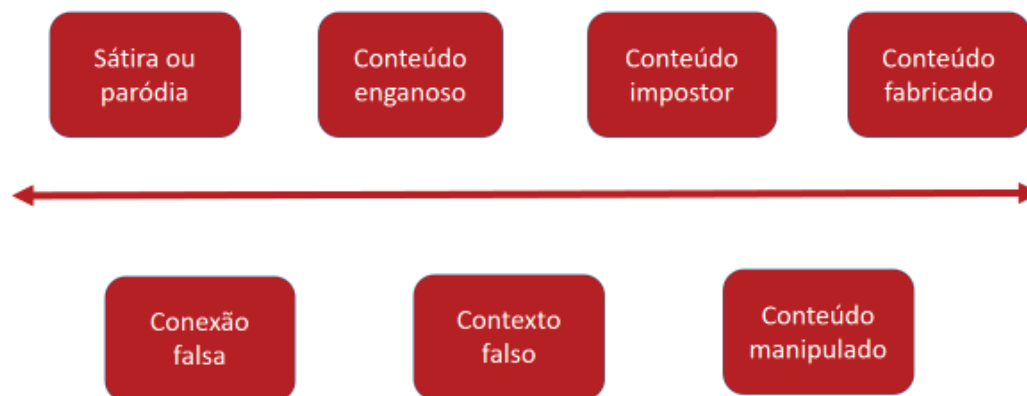 Sátira ou
paródia
Conteúdo
enganoso
Conteúdo
impostor
Conteúdo
fabricado
Conexão
falsa
Contexto
falso
Conteúdo
manipulado